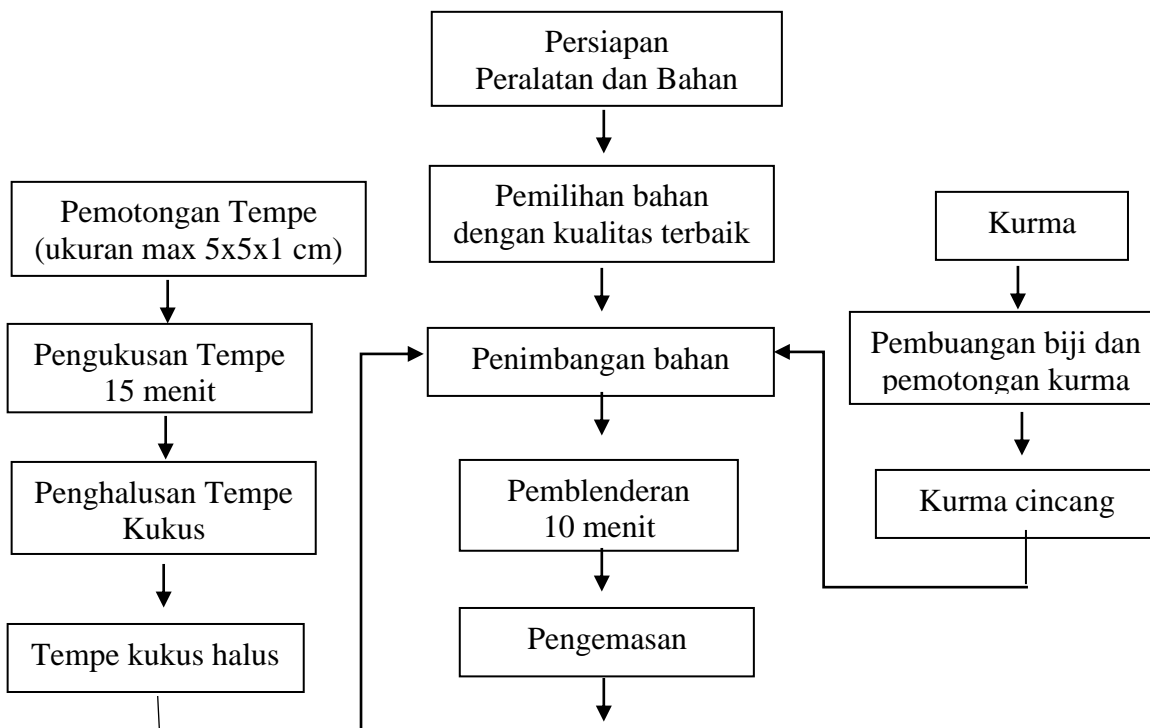 Persiapan
Peralatan dan Bahan
Pemilihan bahan
dengan kualitas terbaik
Pemotongan Tempe
(ukuran max 5x5x1 cm)
Kurma
Pengukusan Tempe
15 menit
Penimbangan bahan
Pembuangan biji dan
pemotongan kurma
Penghalusan Tempe
Kukus
Pemblenderan
10 menit
Kurma cincang
Tempe kukus halus
Pengemasan